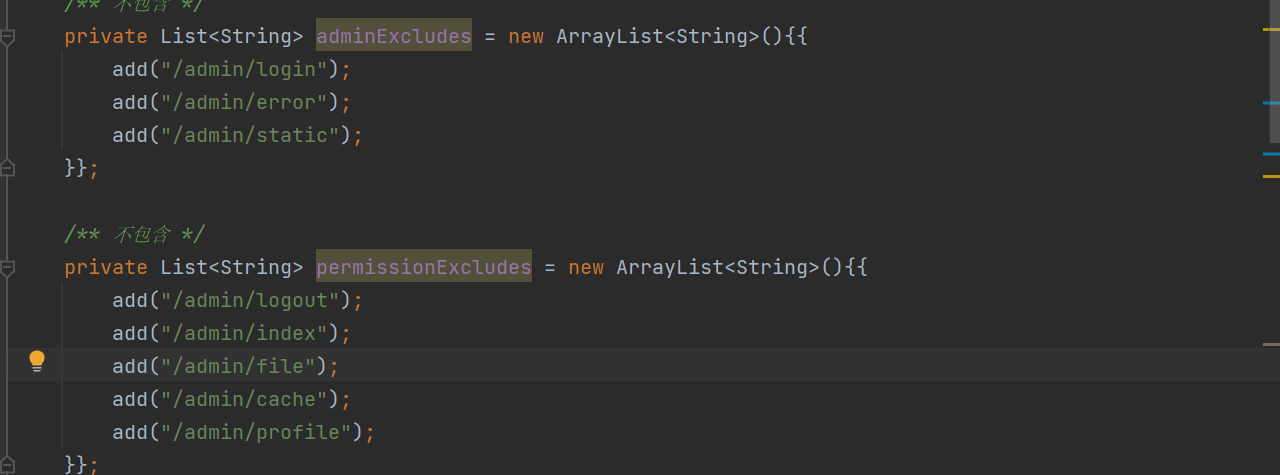 /** 不包含 */
private List<String> adminExcludes = new ArrayList<String>(){{
add("/admin/login");
add("/admin/error");
add("/admin/static");
}};
/** 不包含 */
private List<String> permissionExcludes = new ArrayList<String>(){{
add("/admin/logout");
add("/admin/index");
add("/admin/file");
add("/admin/cache");
add("/admin/profile");
}};